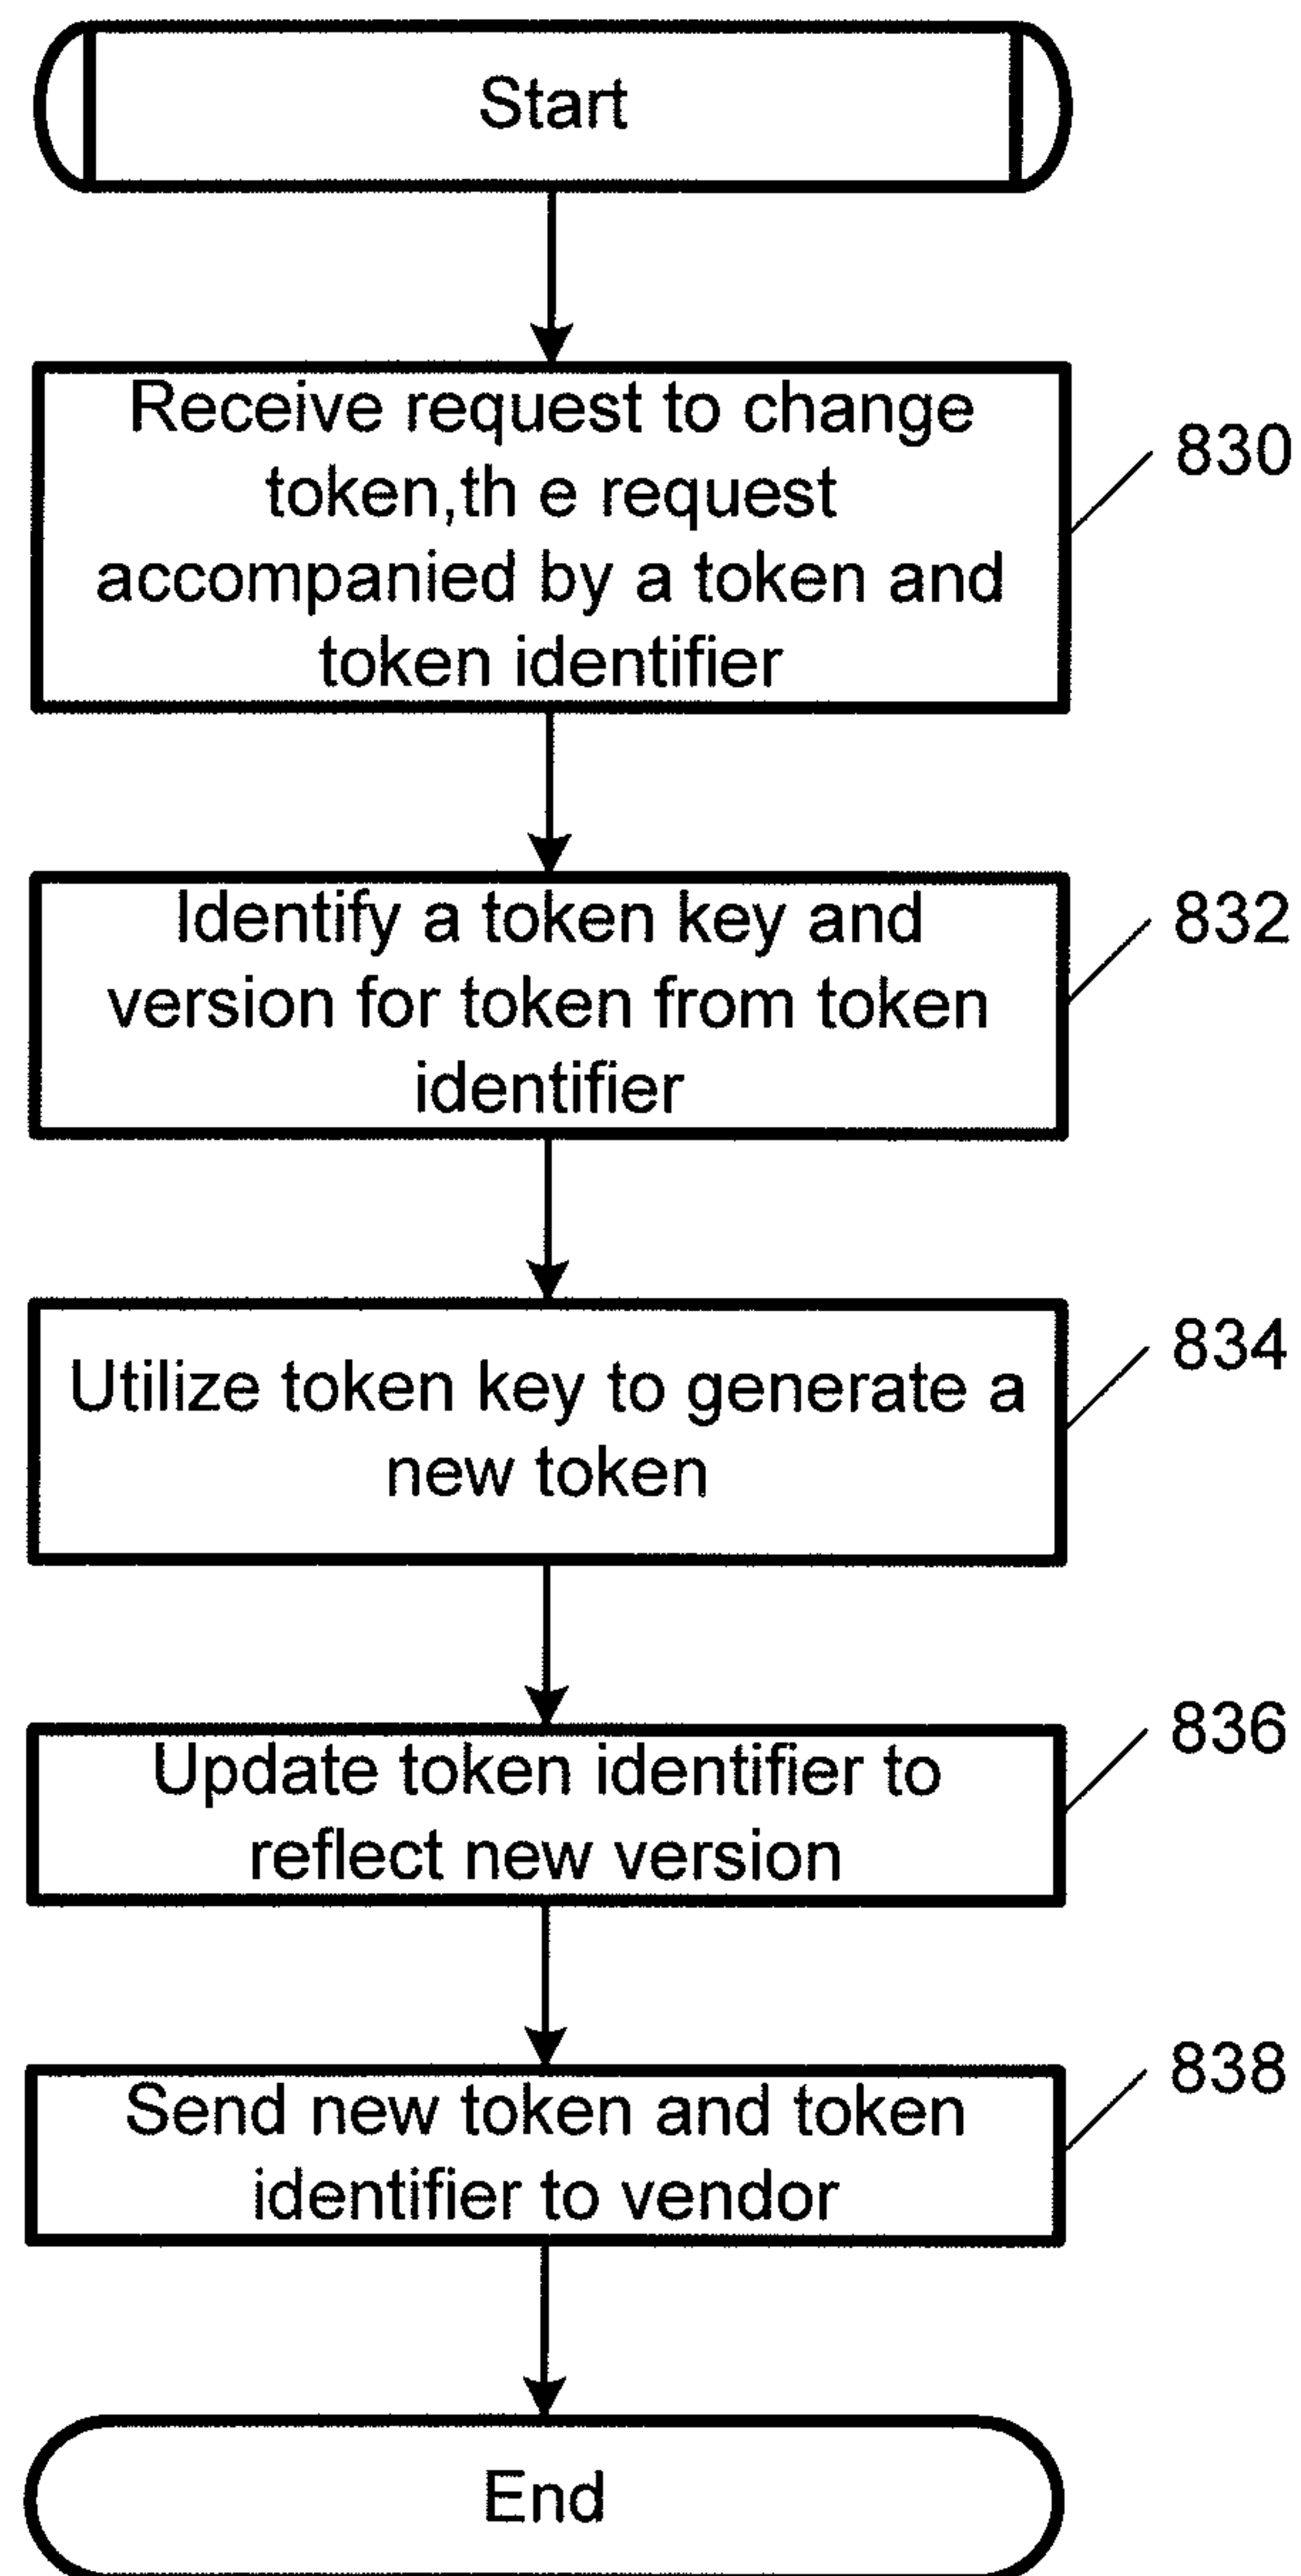 Start
Receive request to change
token,th e request
accompanied by a token and
token identifier
830
Identify a token key and
version for token from token
identifier
832
Utilize token key to generate a
new token
834
Update token identifier to
reflect new version
836
Send new token and token
identifier to vendor
838
End